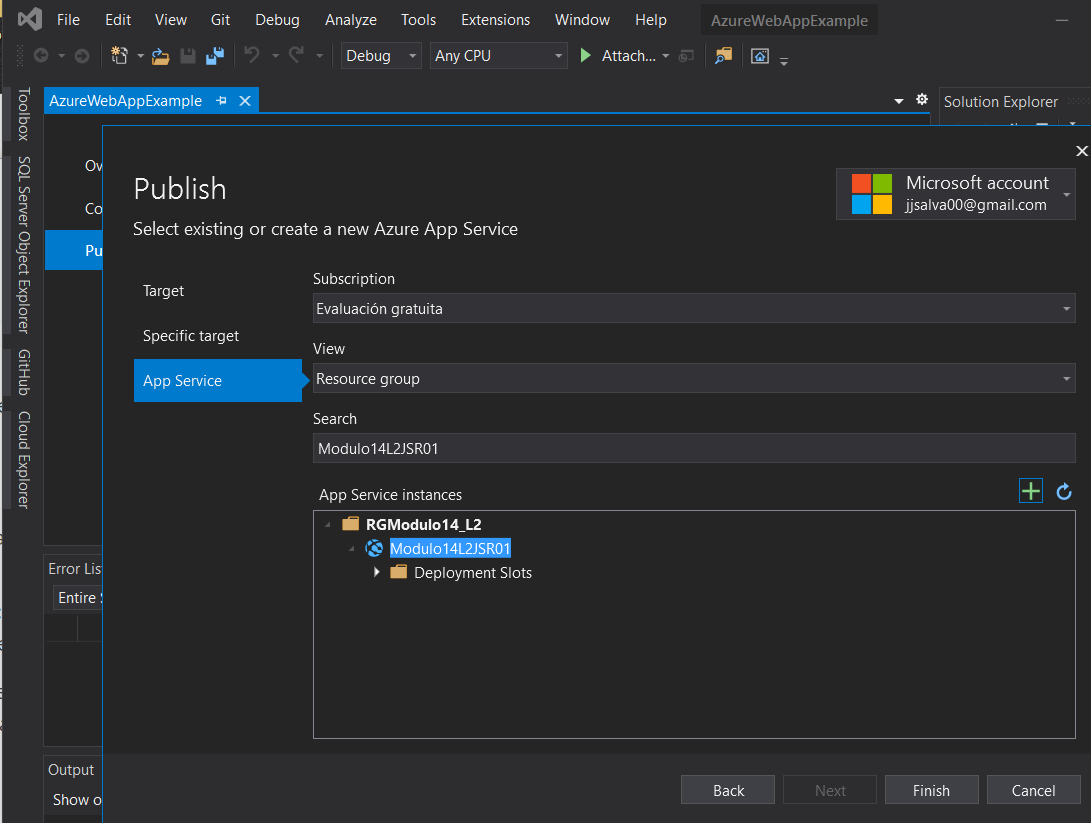 File Edit View Git Debug Analyze Tools Extensions Window Help AzureWebAppExample
Debug Any CPU Attach...
AzureWebAppExample
Solution Explorer
Toolbox
SQL Server Object Explorer
GitHub
Cloud Explorer
Ov
Co
Pu
Publish
Select existing or create a new Azure App Service
Microsoft account
jjsalva00@gmail.com
Target
Specific target
App Service
Subscription
Evaluación gratuita
View
Resource group
Search
Modulo14L2JSR01
App Service instances
RGModulo14_L2
Modulo14L2JSR01
Deployment Slots
Error Lis
Entire S
Output
Show o
Back Next Finish Cancel